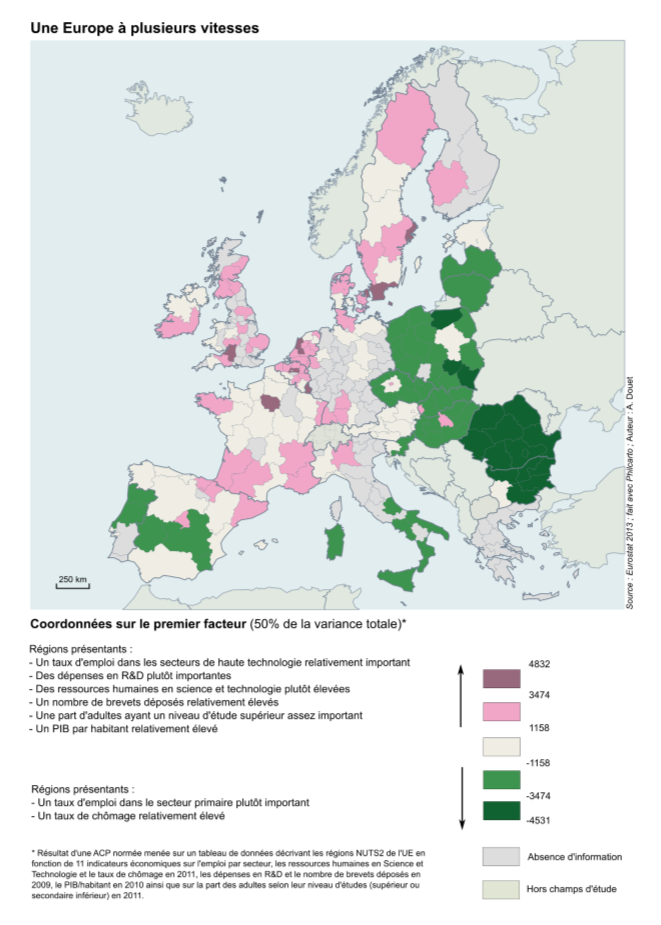 Une Europe à plusieurs vitesses
Source : Eurostat 2013 ; fait avec Philcarto ; Auteur : A. Douet
250 km
Coordonnées sur le premier facteur (50% de la variance totale)*
Régions présentants :
- Un taux d'emploi dans les secteurs de haute technologie relativement important
- Des dépenses en R&D plutôt importantes
- Des ressources humaines en science et technologie plutôt élevées
- Un nombre de brevets déposés relativement élevés
- Une part d'adultes ayant un niveau d'étude supérieur assez important
- Un PIB par habitant relativement élevé
Régions présentants :
- Un taux d'emploi dans le secteur primaire plutôt important
- Un taux de chômage relativement élevé
4832
3474
1158
-1158
-3474
-4531
Absence d'information
Hors champs d'étude
* Résultat d'une ACP normée menée sur un tableau de données décrivant les régions NUTS2 de l'UE en
fonction de 11 indicateurs économiques sur l'emploi par secteur, les ressources humaines en Science et
Technologie et le taux de chômage en 2011, les dépenses en R&D et le nombre de brevets déposés en
2009, le PIB/habitant en 2010 ainsi que sur la part des adultes selon leur niveau d'études (supérieur ou
secondaire inférieur) en 2011.